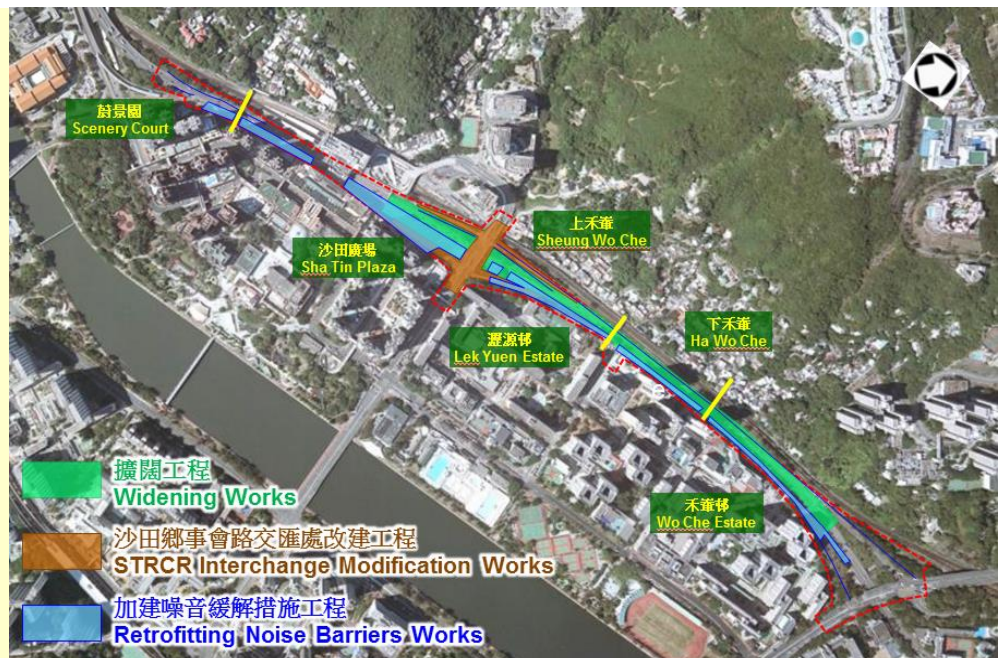 蔚景園
Scenery Court
上禾輋
Sheung Wo Che
沙田廣場
Sha Tin Plaza
瀝源邨
Lek Yuen Estate
下禾輋
Ha Wo Che
擴闊工程
Widening Works
禾輋邨
Wo Che Estate
沙田鄉事會路交匯處改建工程
STRCR Interchange Modification Works
加建噪音緩解措施工程
Retrofitting Noise Barriers Works